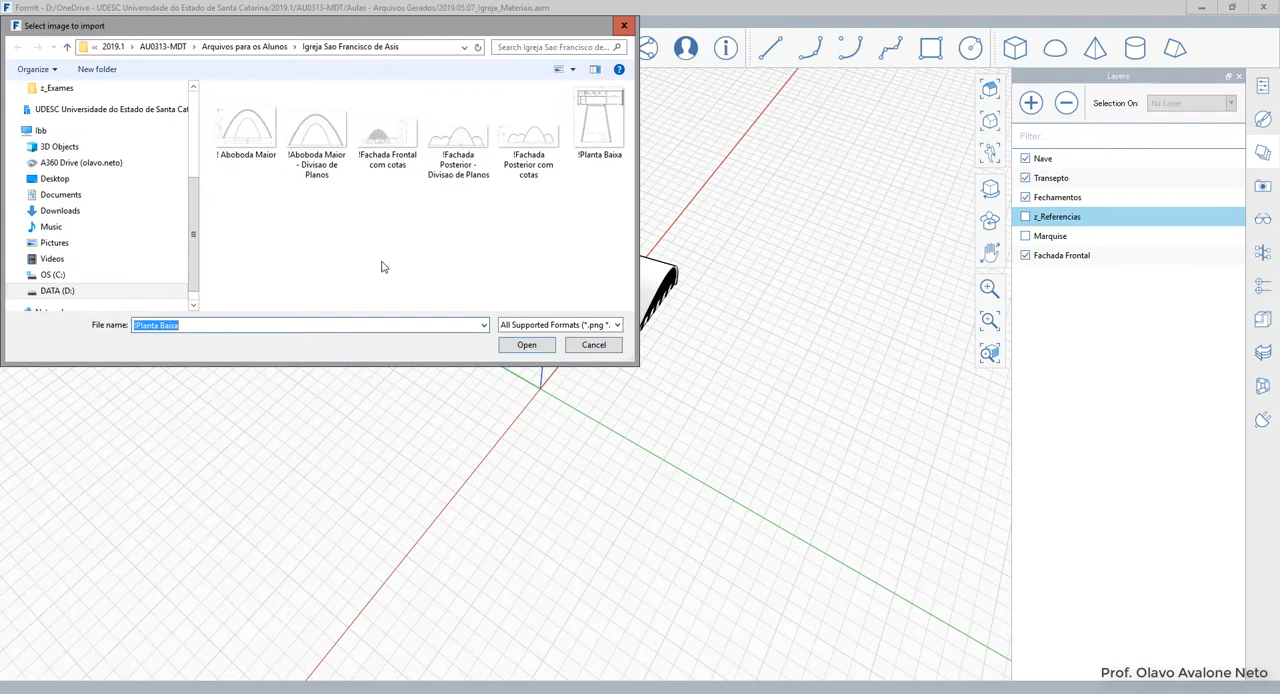 FormIt - D:/OneDrive - UDESC Universidade do Estado de Santa Catarina/2019.1/AU0313-MDT/Aulas - Arquivos Gerados/2019.05.07_Igreja_Materiais.axm
Select image to import
« 2019.1 › AU0313-MDT › Arquivos para os Alunos › Igreja Sao Francisco de Asis
Search Igreja Sao Francisco de...
Organize
New folder
z_Exames
UDESC Universidade do Estado de Santa Cat
lbb
3D Objects
A360 Drive (olavo.neto)
Desktop
Documents
Downloads
Music
Pictures
Videos
OS (C:)
DATA (D:)
! Aboboda Maior
!Aboboda Maior
- Divisao de
Planos
!Fachada Frontal
com cotas
!Fachada
Posterior -
Divisao de Planos
!Fachada
Posterior com
cotas
!Planta Baixa
File name:
!Planta Baixa
All Supported Formats (*.png *.
Open
Cancel
Layers
Selection On:
No Layer
Filter...
Nave
Transepto
Fechamentos
z_Referencias
Marquise
Fachada Frontal
Prof. Olavo Avalone Neto